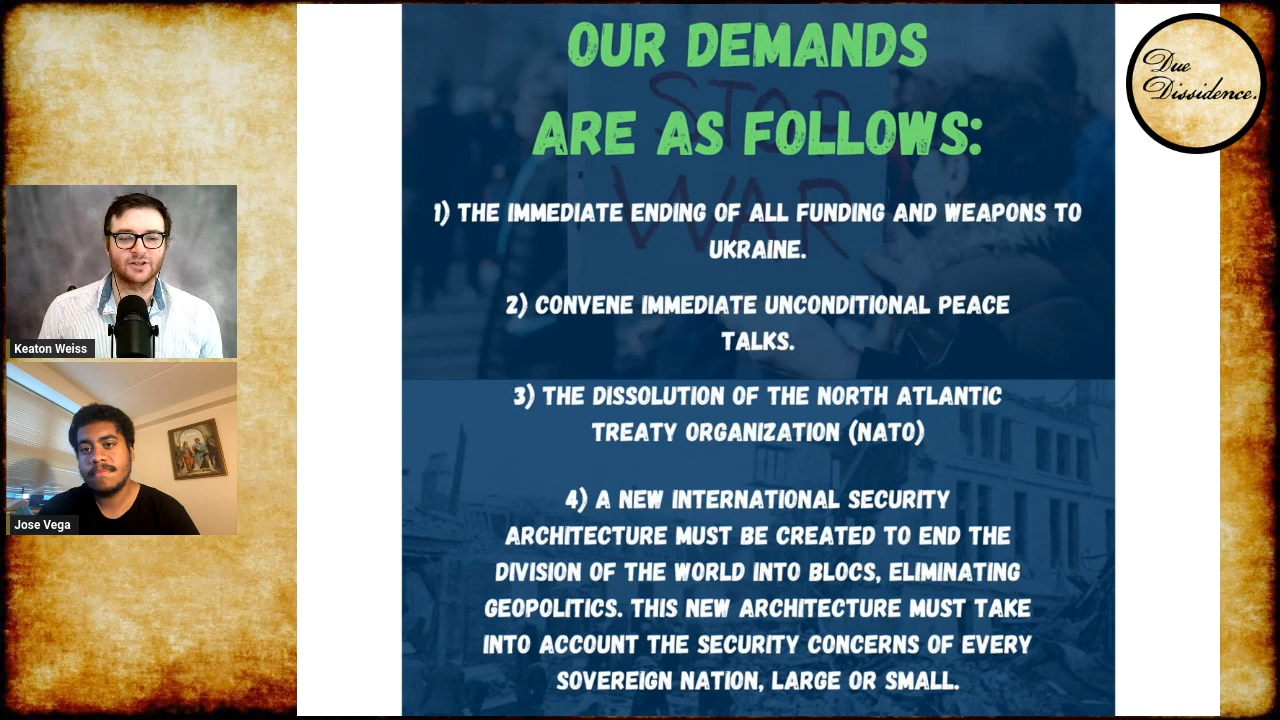 OUR DEMANDS
ARE AS FOLLOWS:
STOP
WAR
1) THE IMMEDIATE ENDING OF ALL FUNDING AND WEAPONS TO
UKRAINE.
2) CONVENE IMMEDIATE UNCONDITIONAL PEACE
TALKS.
3) THE DISSOLUTION OF THE NORTH ATLANTIC
TREATY ORGANIZATION (NATO)
4) A NEW INTERNATIONAL SECURITY
ARCHITECTURE MUST BE CREATED TO END THE
DIVISION OF THE WORLD INTO BLOCS, ELIMINATING
GEOPOLITICS. THIS NEW ARCHITECTURE MUST TAKE
INTO ACCOUNT THE SECURITY CONCERNS OF EVERY
SOVEREIGN NATION, LARGE OR SMALL.
Due
Dissidence.
Keaton Weiss
Jose Vega